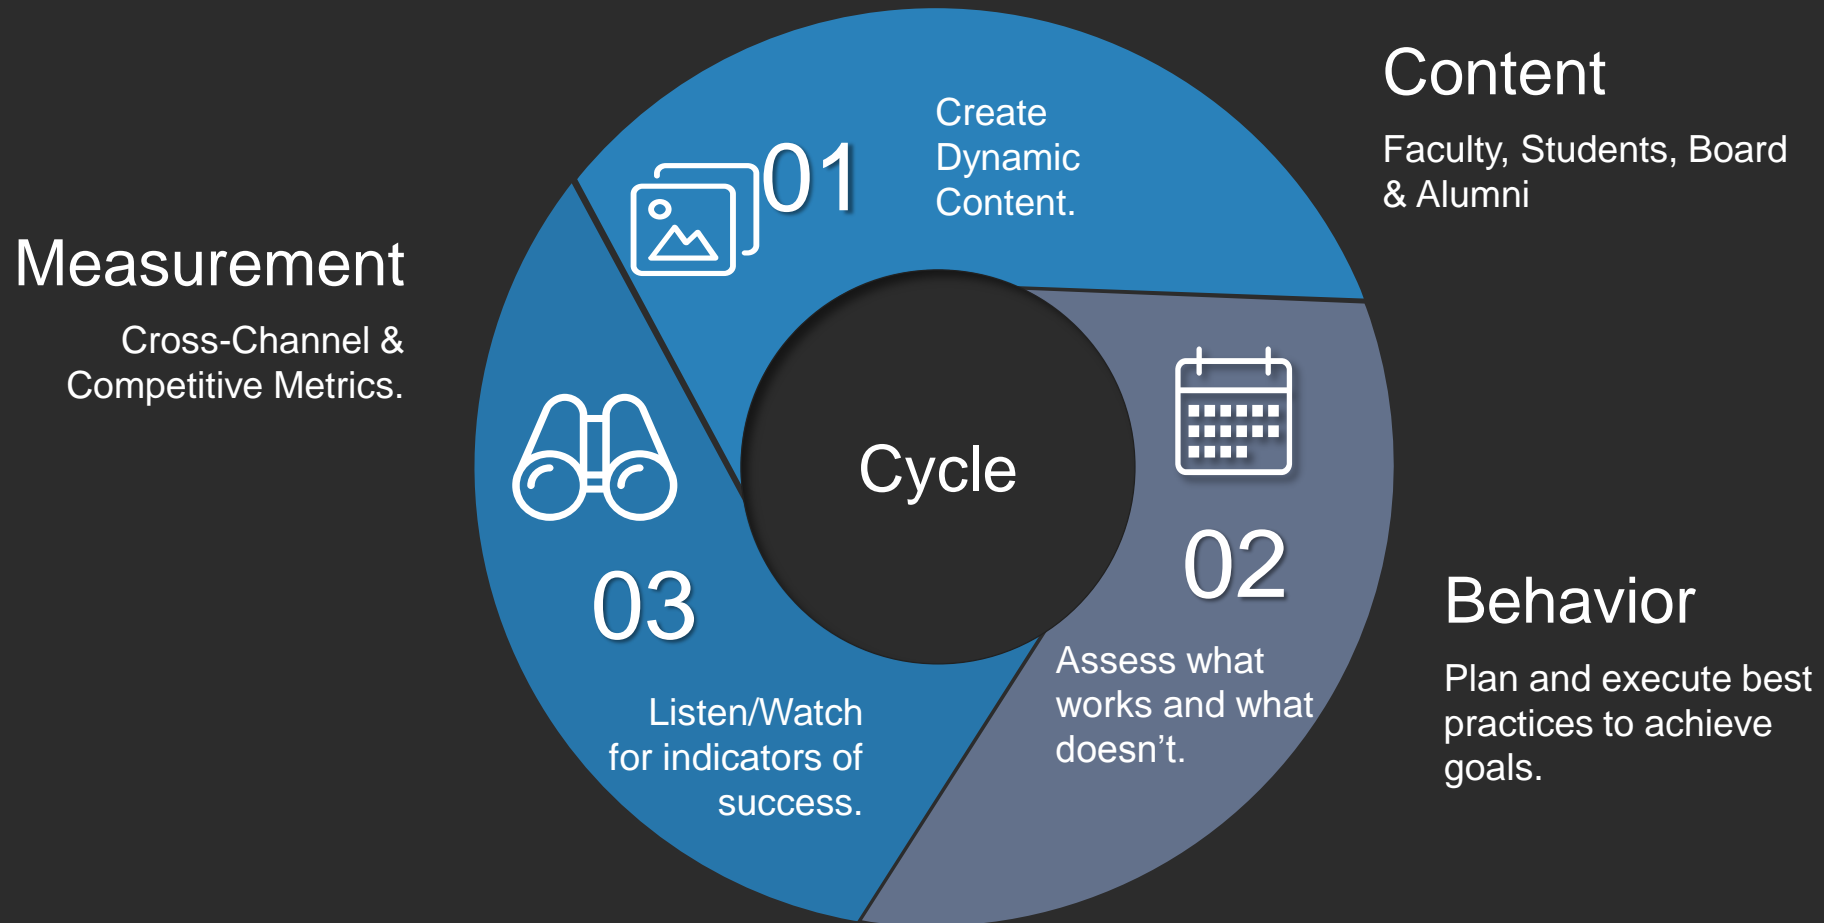 Content
Faculty, Students, Board
& Alumni
01
Create
Dynamic
Content.
Behavior
Plan and execute best
practices to achieve
goals.
02
Assess what
works and what
doesn’t.
Measurement
Cross-Channel &
Competitive Metrics.
03
Listen/Watch
for indicators of
success.
Cycle